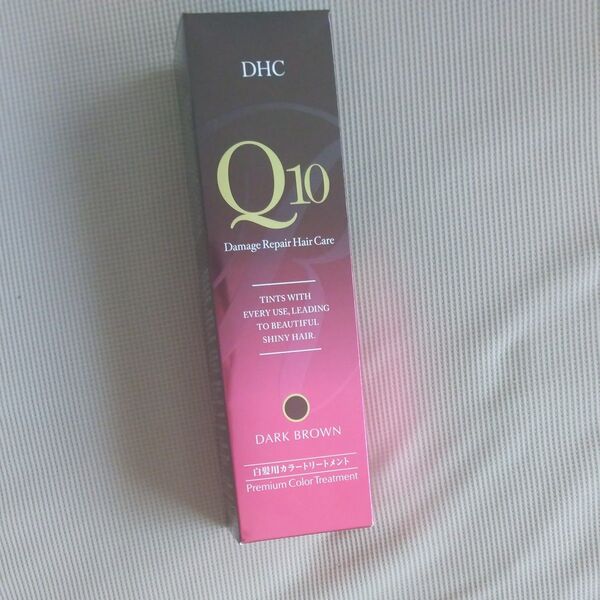 DHC
Q10
Damage Repair Hair Care
TINTS WITH
EVERY USE, LEADING
TO BEAUTIFUL
SHINY HAIR.
DARK BROWN
白髪用カラートリートメント
Premium Color Treatment